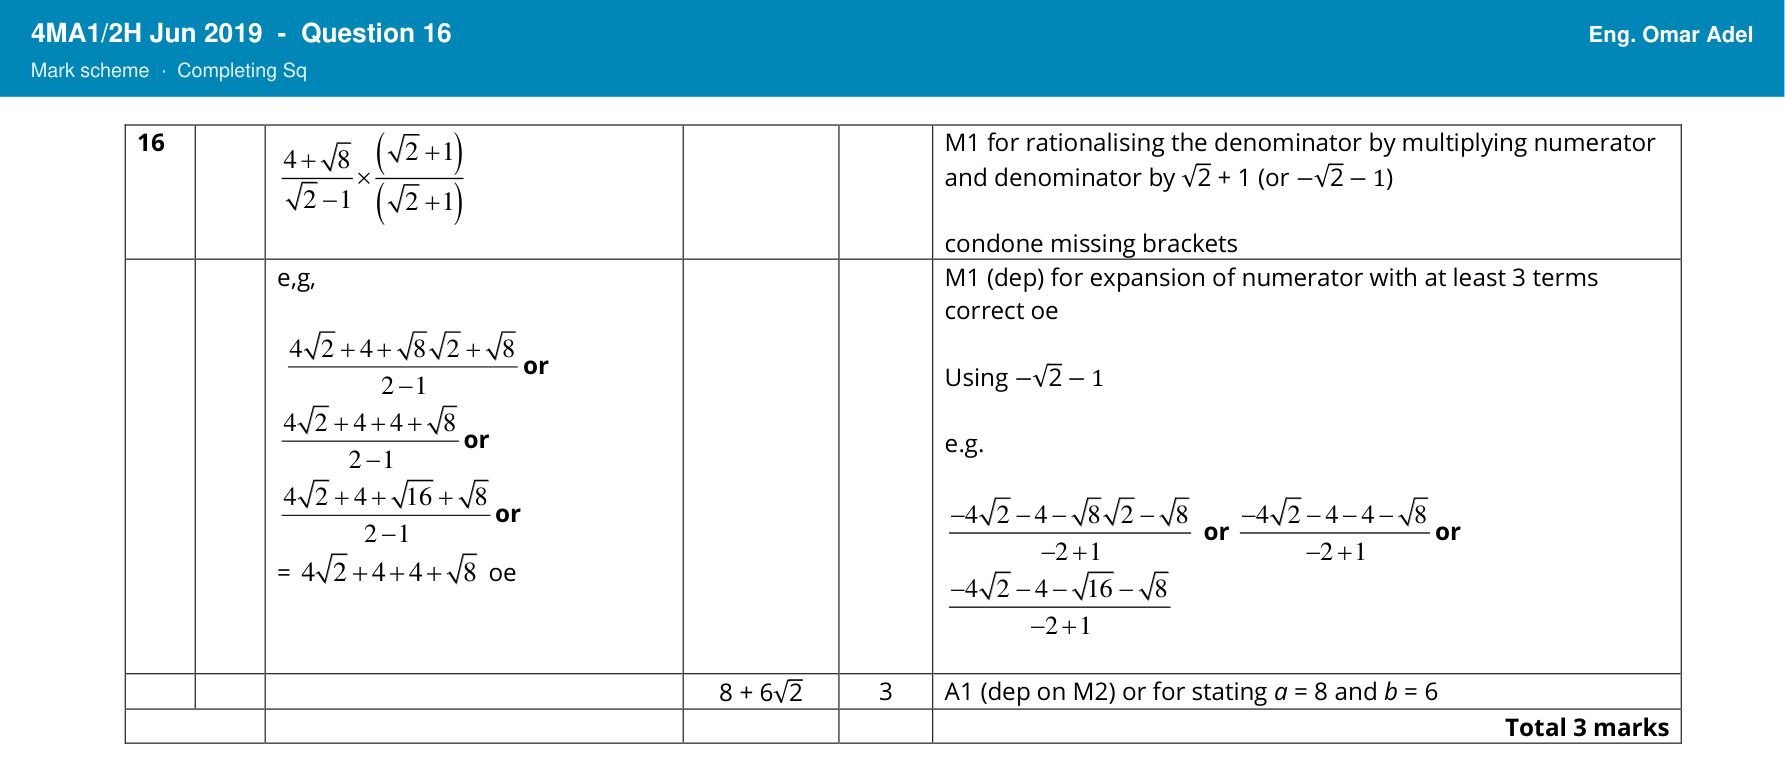 4MA1/2H Jun 2019 - Question 16
Eng. Omar Adel
Mark scheme · Completing Sq
16
(4+√8)/(√2−1) × (√2+1)/(√2+1)
M1 for rationalising the denominator by multiplying numerator
and denominator by √2 + 1 (or −√2 − 1)
condone missing brackets
e,g,
(4√2+4+√8√2+√8)/(2−1) or
(4√2+4+4+√8)/(2−1) or
(4√2+4+√16+√8)/(2−1) or
= 4√2+4+4+√8 oe
M1 (dep) for expansion of numerator with at least 3 terms
correct oe
Using −√2 − 1
e.g.
(−4√2−4−√8√2−√8)/(−2+1) or (−4√2−4−4−√8)/(−2+1) or
(−4√2−4−√16−√8)/(−2+1)
8 + 6√2
3
A1 (dep on M2) or for stating a = 8 and b = 6
Total 3 marks